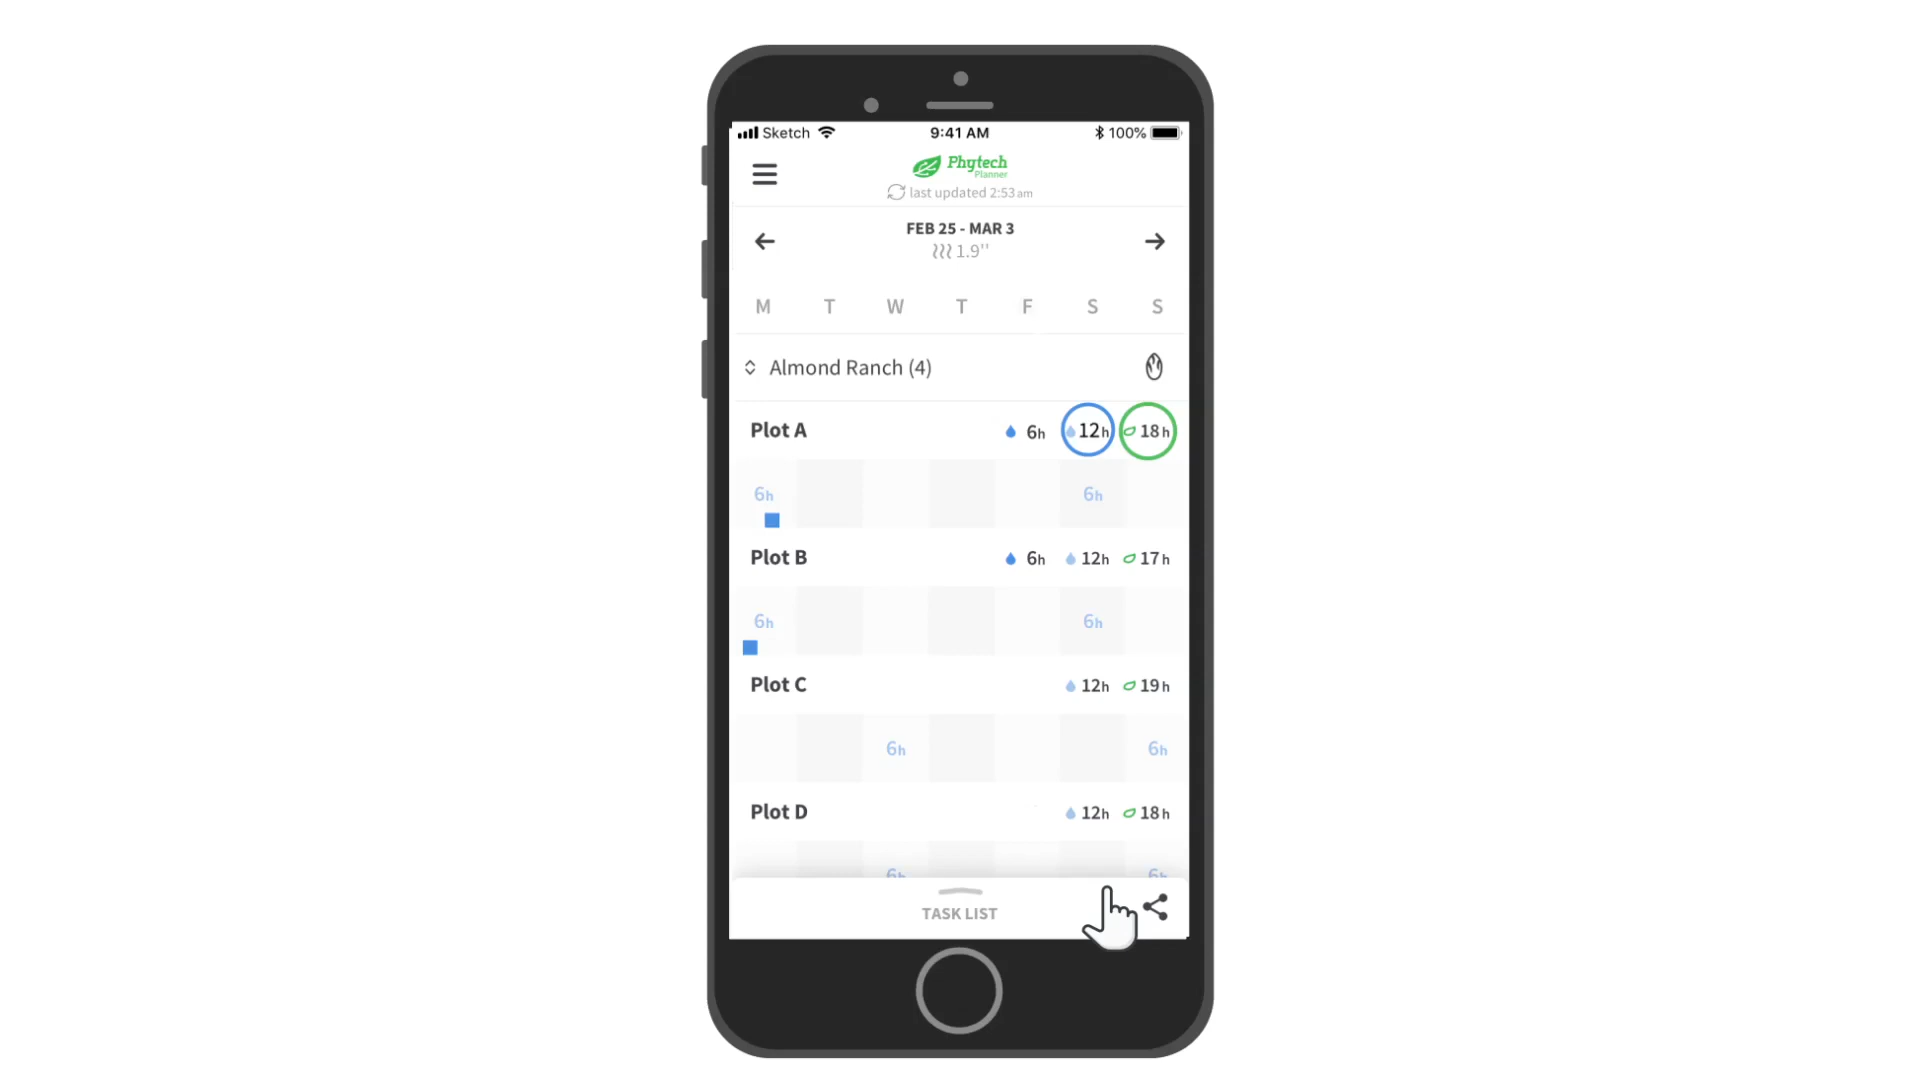 Sketch 9:41 AM 100%
Phytech
Planner
last updated 2:53 am
FEB 25 - MAR 3
1.9''
M T W T F S S
Almond Ranch (4)
Plot A 6h 12h 18h
6h 6h
Plot B 6h 12h 17h
6h 6h
Plot C 12h 19h
6h 6h
Plot D 12h 18h
6h 6h
TASK LIST